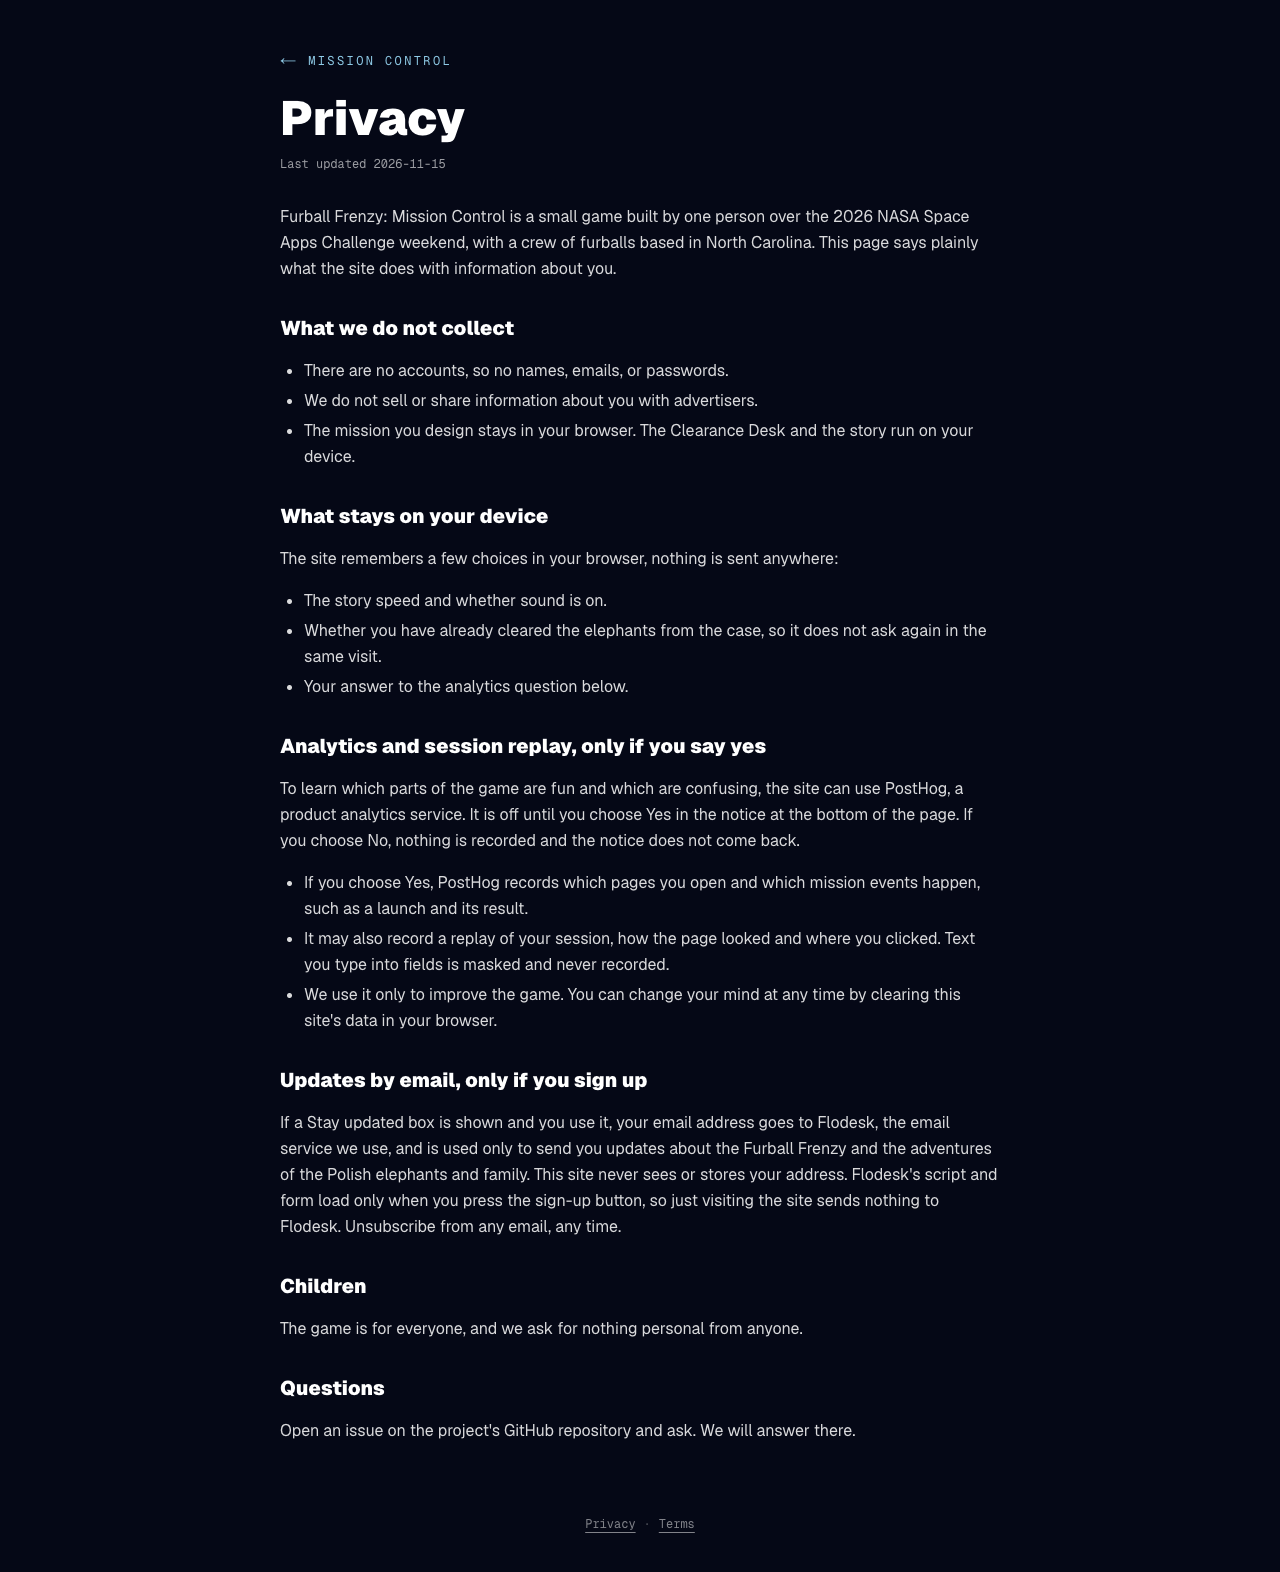 ← MISSION CONTROL
Privacy
Last updated 2026-11-15
Furball Frenzy: Mission Control is a small game built by one person over the 2026 NASA Space
Apps Challenge weekend, with a crew of furballs based in North Carolina. This page says plainly
what the site does with information about you.
What we do not collect
• There are no accounts, so no names, emails, or passwords.
• We do not sell or share information about you with advertisers.
• The mission you design stays in your browser. The Clearance Desk and the story run on your
device.
What stays on your device
The site remembers a few choices in your browser, nothing is sent anywhere:
• The story speed and whether sound is on.
• Whether you have already cleared the elephants from the case, so it does not ask again in the
same visit.
• Your answer to the analytics question below.
Analytics and session replay, only if you say yes
To learn which parts of the game are fun and which are confusing, the site can use PostHog, a
product analytics service. It is off until you choose Yes in the notice at the bottom of the page. If
you choose No, nothing is recorded and the notice does not come back.
• If you choose Yes, PostHog records which pages you open and which mission events happen,
such as a launch and its result.
• It may also record a replay of your session, how the page looked and where you clicked. Text
you type into fields is masked and never recorded.
• We use it only to improve the game. You can change your mind at any time by clearing this
site's data in your browser.
Updates by email, only if you sign up
If a Stay updated box is shown and you use it, your email address goes to Flodesk, the email
service we use, and is used only to send you updates about the Furball Frenzy and the adventures
of the Polish elephants and family. This site never sees or stores your address. Flodesk's script and
form load only when you press the sign-up button, so just visiting the site sends nothing to
Flodesk. Unsubscribe from any email, any time.
Children
The game is for everyone, and we ask for nothing personal from anyone.
Questions
Open an issue on the project's GitHub repository and ask. We will answer there.
Privacy · Terms